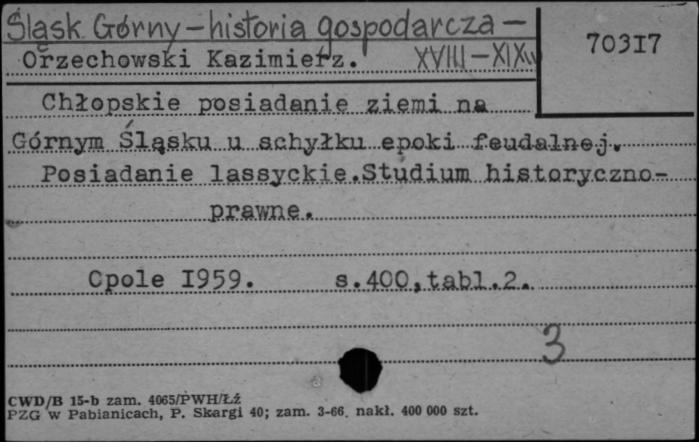 Śląsk Górny – historia gospodarcza –
XVIII – XIXw
70317
Orzechowski Kazimierz.
Chłopskie posiadanie ziemi na
Górnym Śląsku u schyłku epoki feudalnej.
Posiadanie lassyckie.Studium historyczno-
prawne.
Opole I959. s.400,tabl.2.
3
CWD/B 15-b zam. 4065/PWH/Łż
PZG w Pabianicach, P. Skargi 40; zam. 3-66. nakł. 400 000 szt.